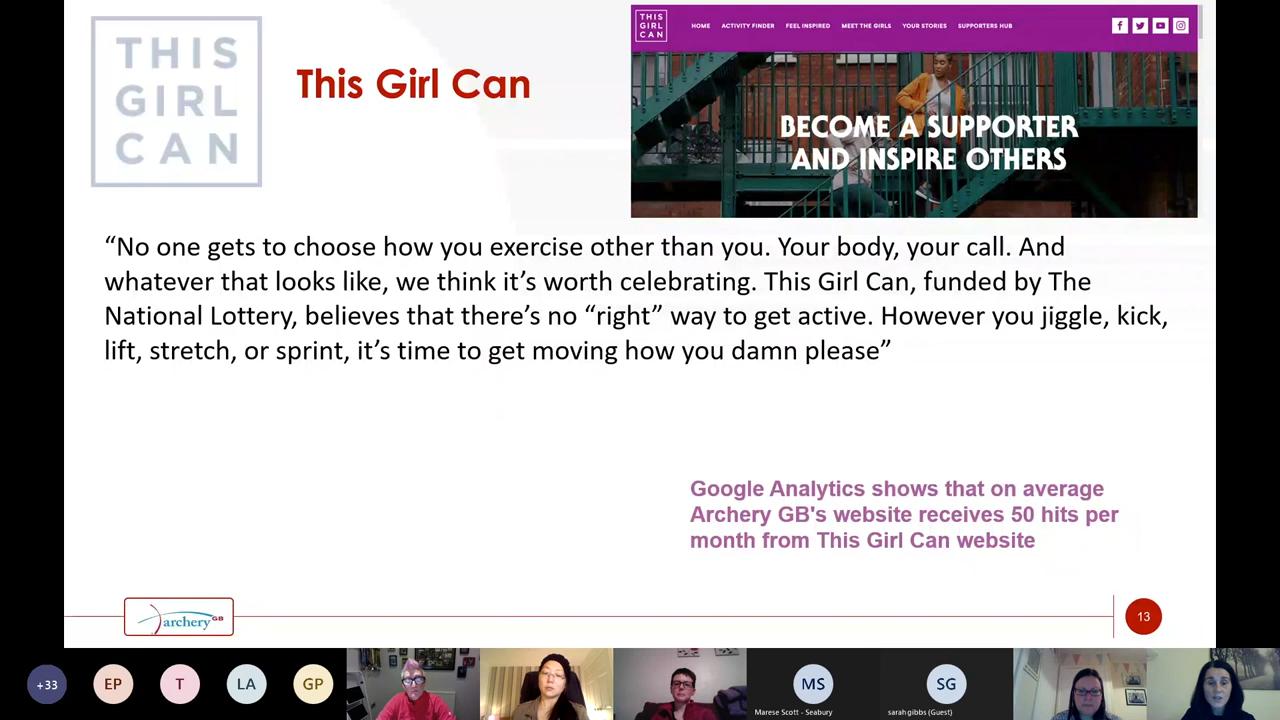 THIS
GIRL
CAN
This Girl Can
THIS
GIRL
CAN
HOME ACTIVITY FINDER FEEL INSPIRED MEET THE GIRLS YOUR STORIES SUPPORTERS HUB
BECOME A SUPPORTER
AND INSPIRE OTHERS
“No one gets to choose how you exercise other than you. Your body, your call. And
whatever that looks like, we think it’s worth celebrating. This Girl Can, funded by The
National Lottery, believes that there’s no “right” way to get active. However you jiggle, kick,
lift, stretch, or sprint, it’s time to get moving how you damn please”
Google Analytics shows that on average
Archery GB's website receives 50 hits per
month from This Girl Can website
archery GB
13
+33 EP T LA GP MS SG
Marese Scott - Seabury sarah gibbs (Guest)